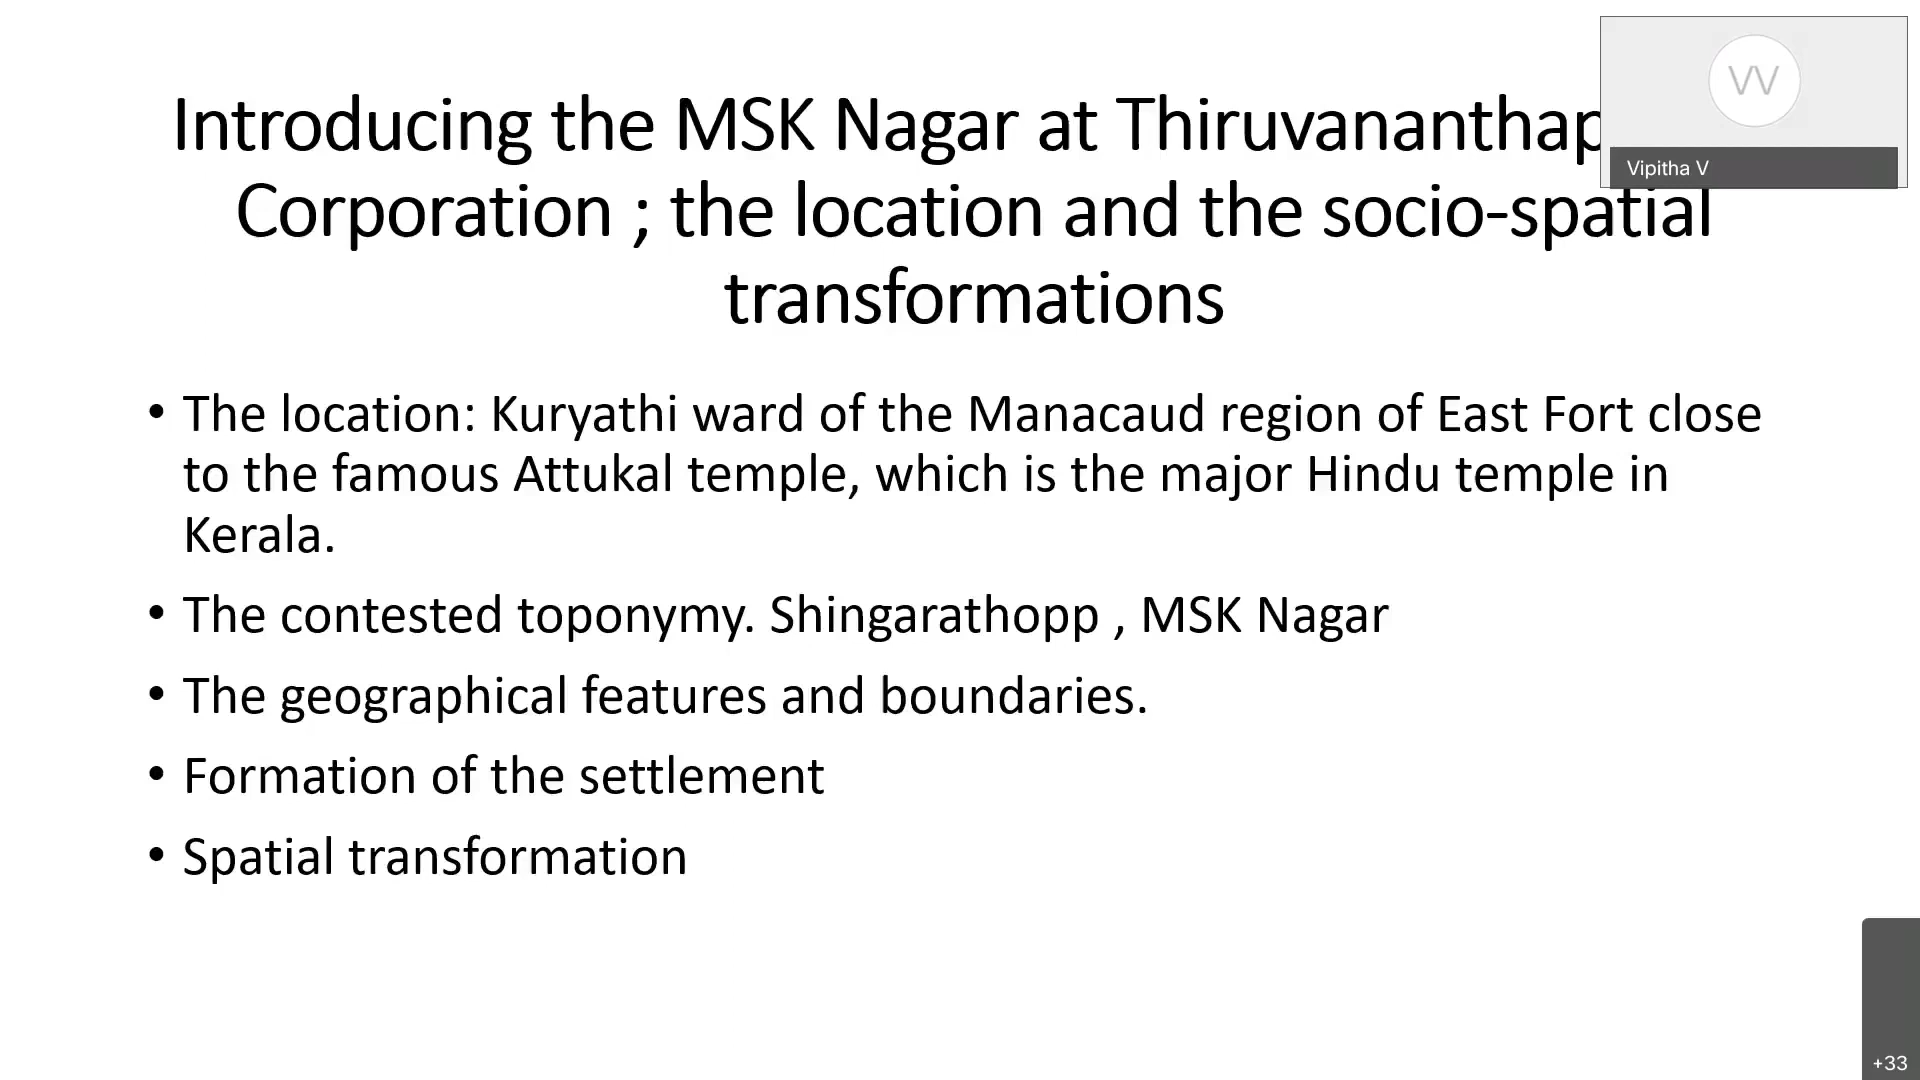 Introducing the MSK Nagar at Thiruvananthap
Corporation ; the location and the socio-spatial
transformations
• The location: Kuryathi ward of the Manacaud region of East Fort close
to the famous Attukal temple, which is the major Hindu temple in
Kerala.
• The contested toponymy. Shingarathopp , MSK Nagar
• The geographical features and boundaries.
• Formation of the settlement
• Spatial transformation
VV
Vipitha V
+33